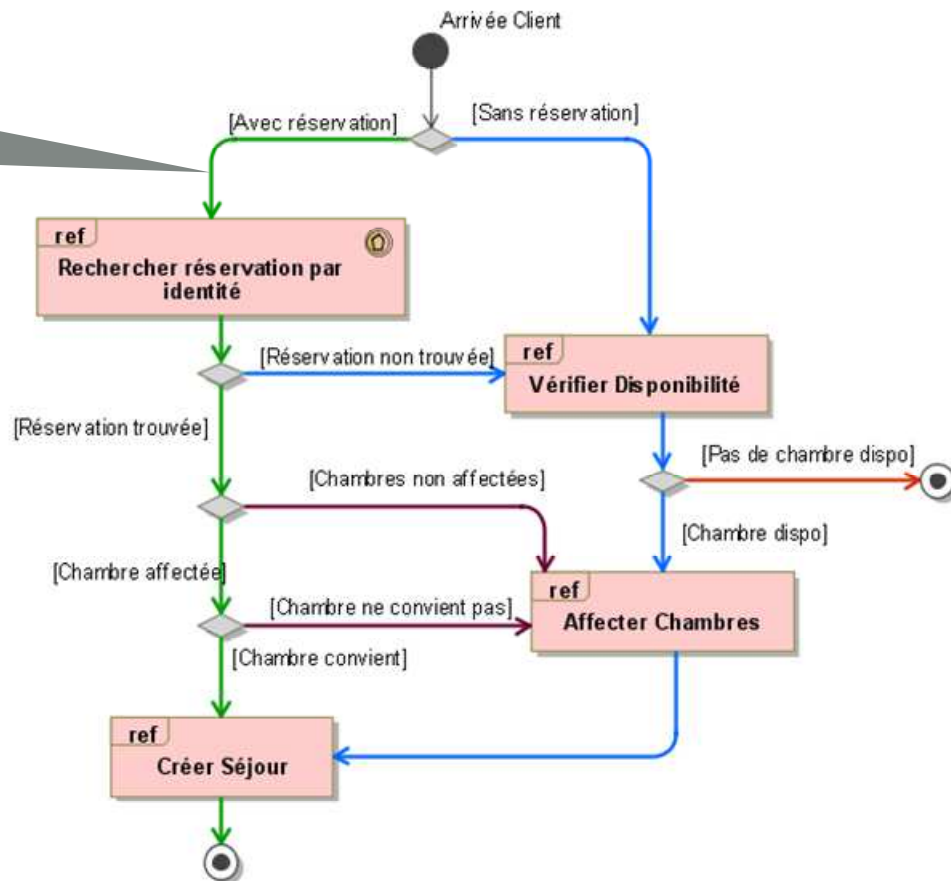 Arrivée Client
[Avec réservation]
[Sans réservation]
ref
Rechercher réservation par
identité
[Réservation non trouvée]
ref
Vérifier Disponibilité
[Réservation trouvée]
[Pas de chambre dispo]
[Chambres non affectées]
[Chambre dispo]
[Chambre affectée]
ref
Affecter Chambres
[Chambre ne convient pas]
[Chambre convient]
ref
Créer Séjour